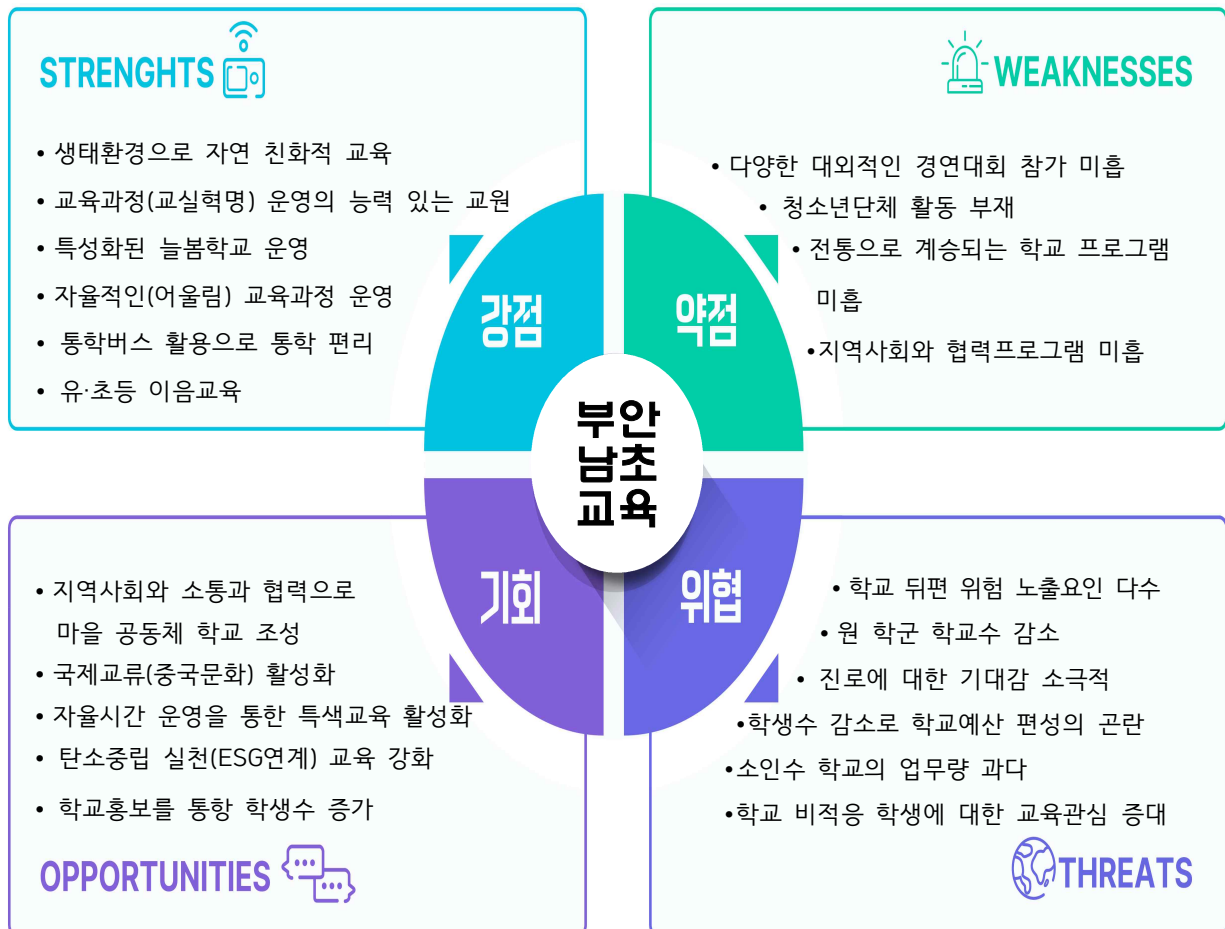 STRENGHTS
• 생태환경으로 자연 친화적 교육
• 교육과정(교실혁명) 운영의 능력 있는 교원
• 특성화된 늘봄학교 운영
• 자율적인(어울림) 교육과정 운영
• 통학버스 활용으로 통학 편리
• 유·초등 이음교육
강점
WEAKNESSES
• 다양한 대외적인 경연대회 참가 미흡
• 청소년단체 활동 부재
• 전통으로 계승되는 학교 프로그램
미흡
•지역사회와 협력프로그램 미흡
약점
부안
남초
교육
기회
• 지역사회와 소통과 협력으로
마을 공동체 학교 조성
• 국제교류(중국문화) 활성화
• 자율시간 운영을 통한 특색교육 활성화
• 탄소중립 실천(ESG연계) 교육 강화
• 학교홍보를 통항 학생수 증가
OPPORTUNITIES
위협
• 학교 뒤편 위험 노출요인 다수
• 원 학군 학교수 감소
• 진로에 대한 기대감 소극적
•학생수 감소로 학교예산 편성의 곤란
•소인수 학교의 업무량 과다
•학교 비적응 학생에 대한 교육관심 증대
THREATS